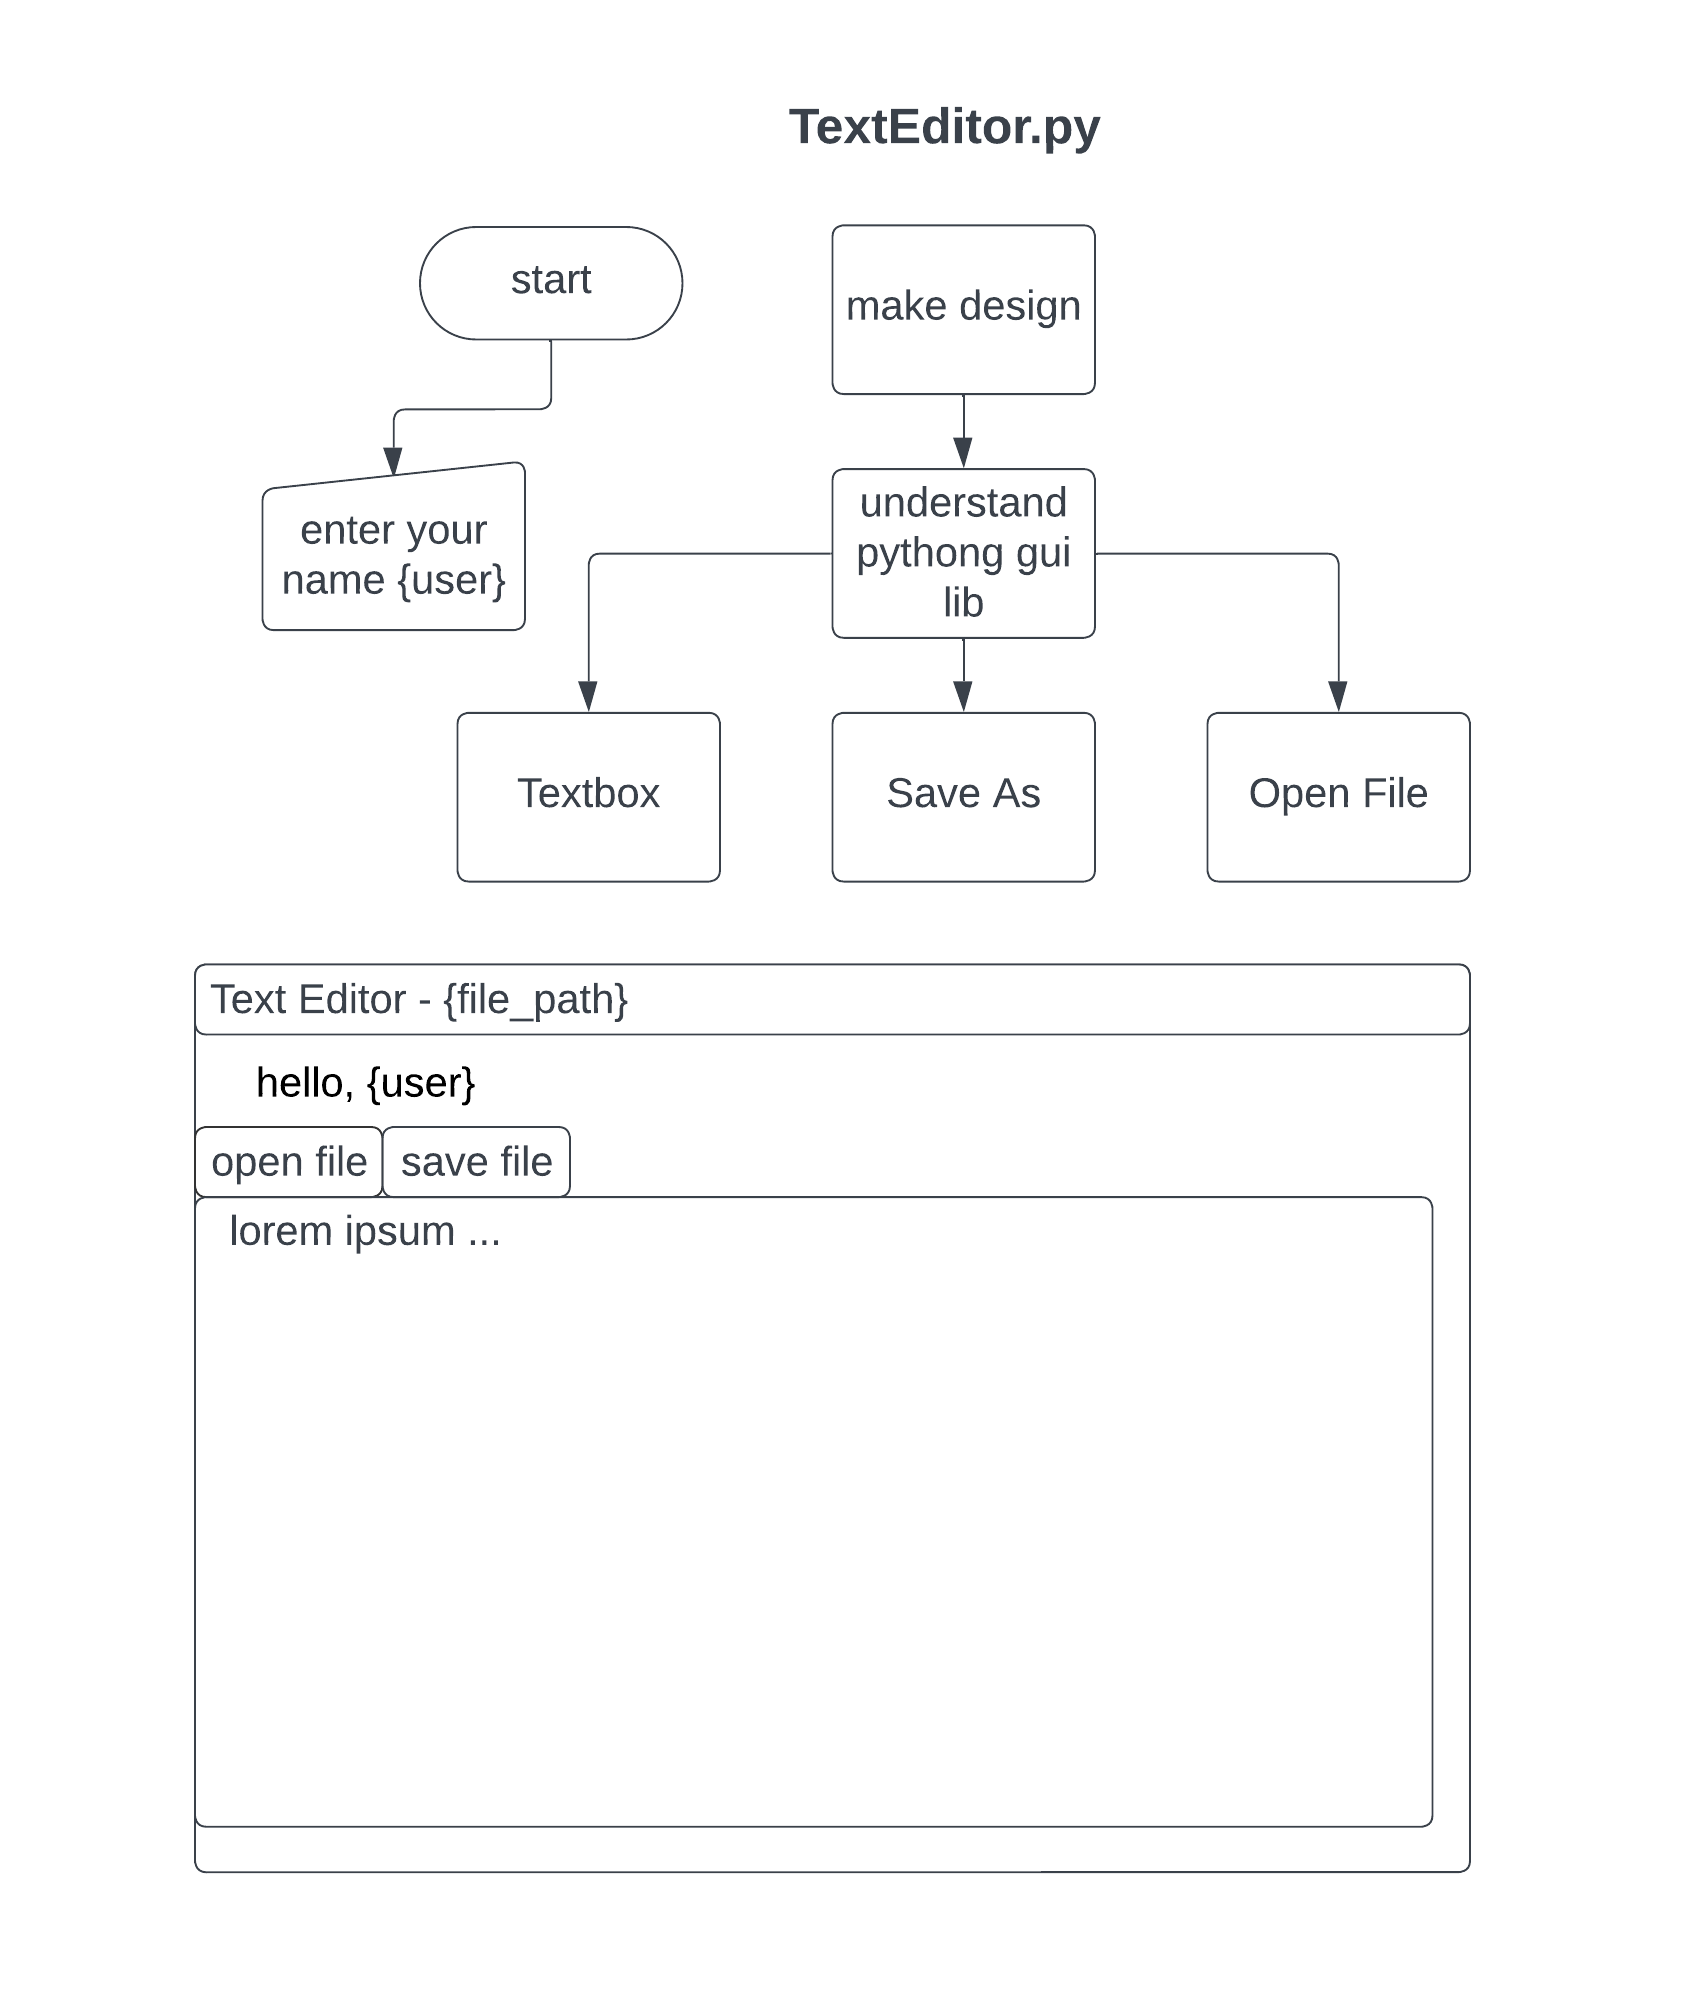 TextEditor.py
start
make design
enter your
name {user}
understand
pythong gui
lib
Textbox
Save As
Open File
Text Editor - {file_path}
hello, {user}
open file
save file
lorem ipsum ...